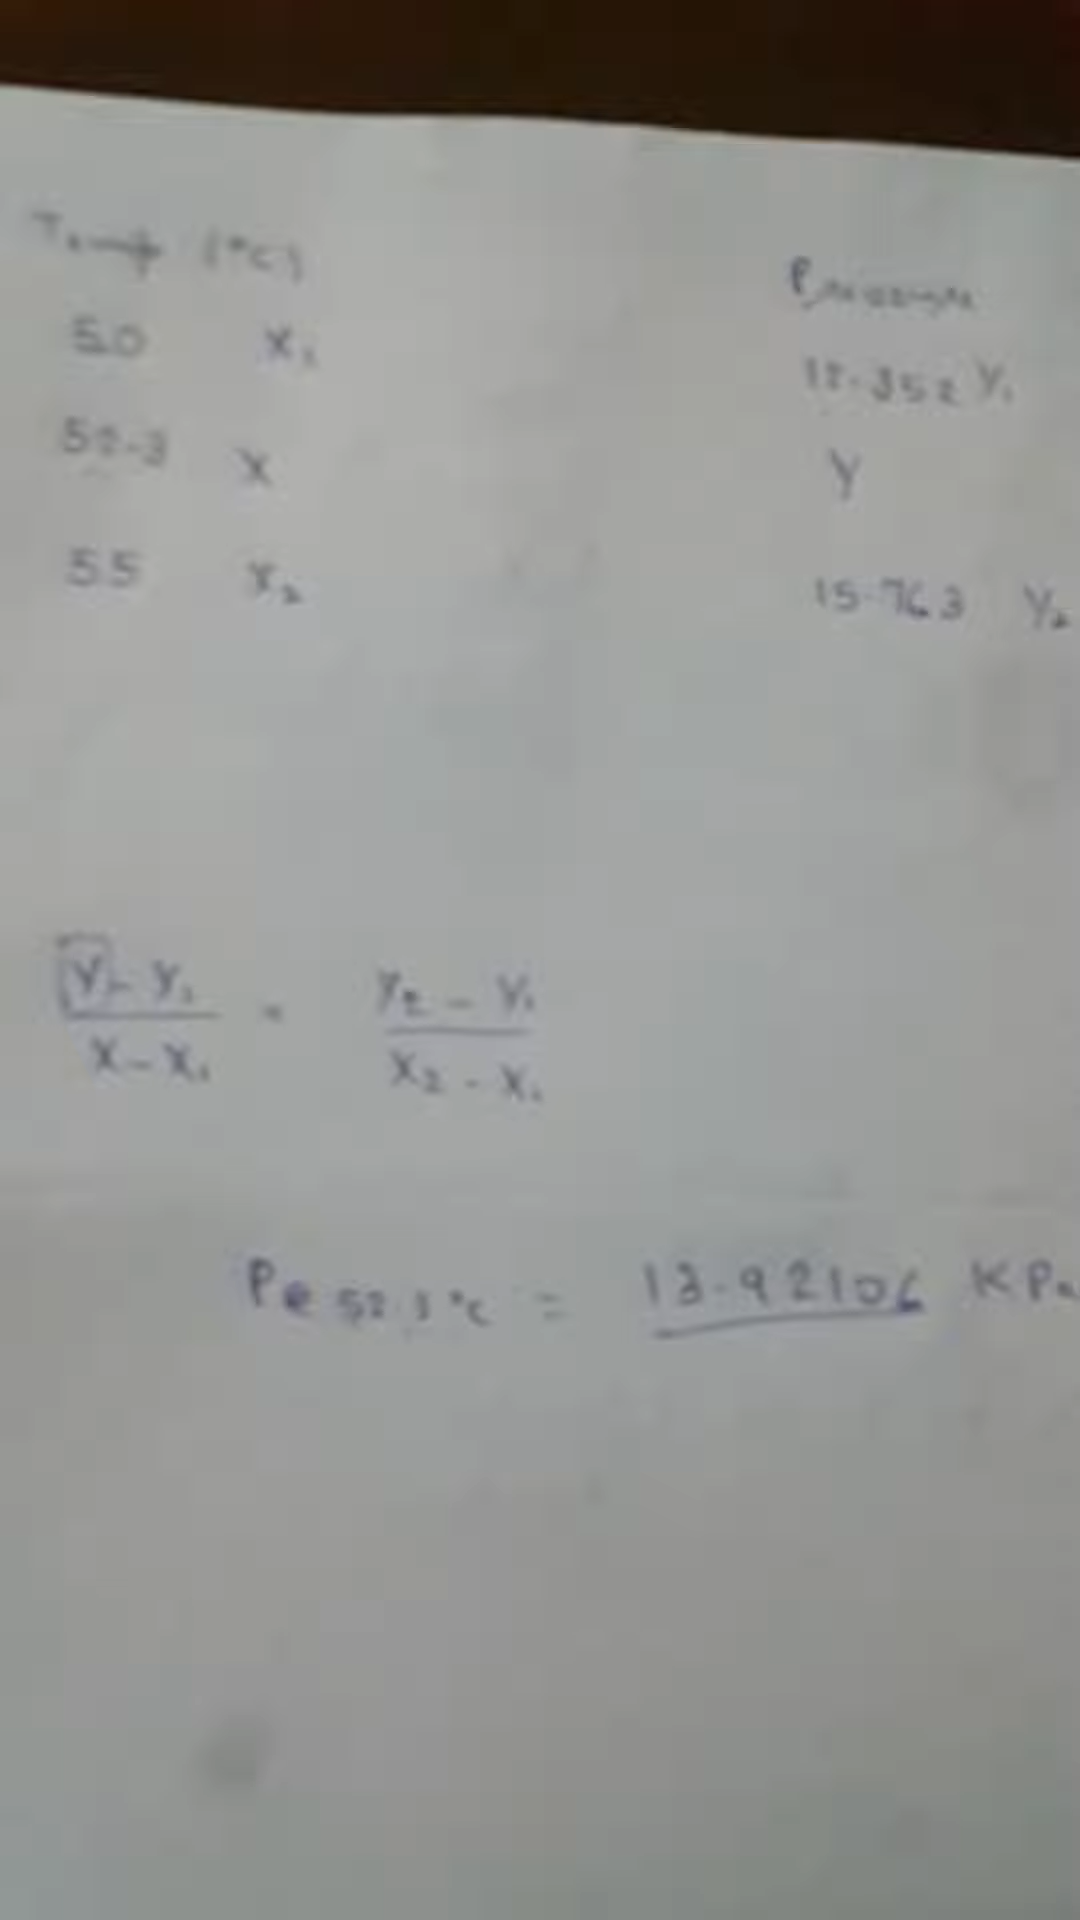 T → (°C) Pressure
50 X₁ 12.352 Y₁
52.3 X Y
55 X₂ 15.763 Y₂
Y - Y₁ = Y₂ - Y₁
X - X₁ X₂ - X₁
P@ 52.3°C = 13.92106 KPa